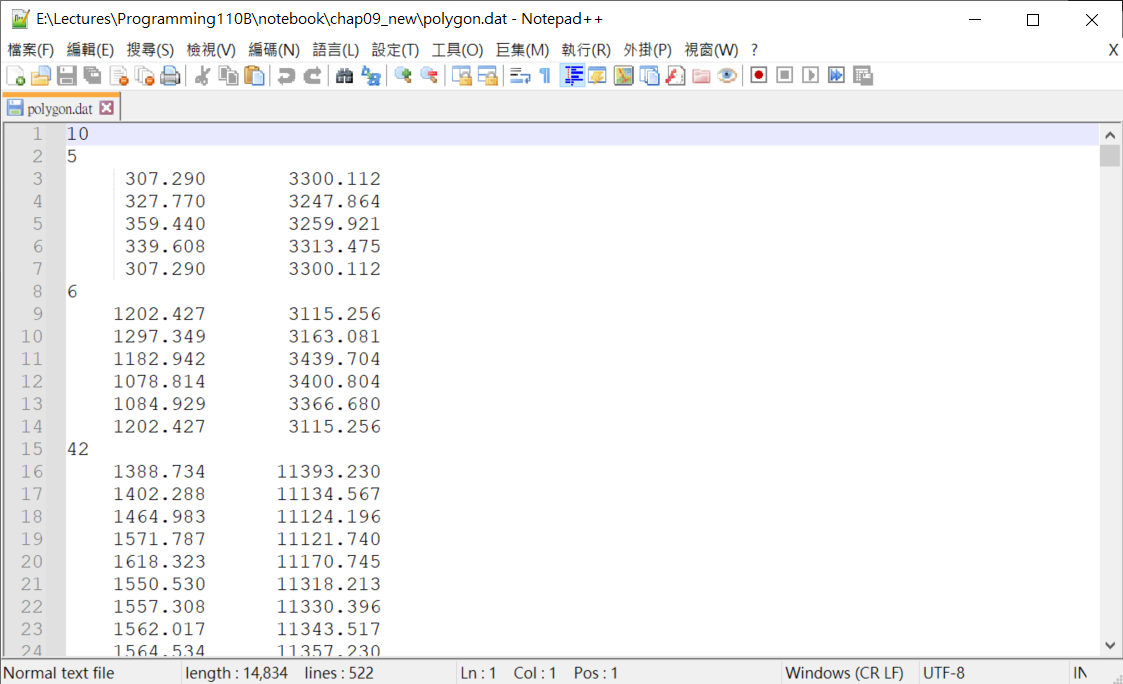 E:\Lectures\Programming110B\notebook\chap09_new\polygon.dat - Notepad++
檔案(F) 編輯(E) 搜尋(S) 檢視(V) 編碼(N) 語言(L) 設定(T) 工具(O) 巨集(M) 執行(R) 外掛(P) 視窗(W) ? X
polygon.dat
1 10
2 5
3 307.290 3300.112
4 327.770 3247.864
5 359.440 3259.921
6 339.608 3313.475
7 307.290 3300.112
8 6
9 1202.427 3115.256
10 1297.349 3163.081
11 1182.942 3439.704
12 1078.814 3400.804
13 1084.929 3366.680
14 1202.427 3115.256
15 42
16 1388.734 11393.230
17 1402.288 11134.567
18 1464.983 11124.196
19 1571.787 11121.740
20 1618.323 11170.745
21 1550.530 11318.213
22 1557.308 11330.396
23 1562.017 11343.517
24 1564.534 11357.230
Normal text file length : 14,834 lines : 522 Ln : 1 Col : 1 Pos : 1 Windows (CR LF) UTF-8 IN